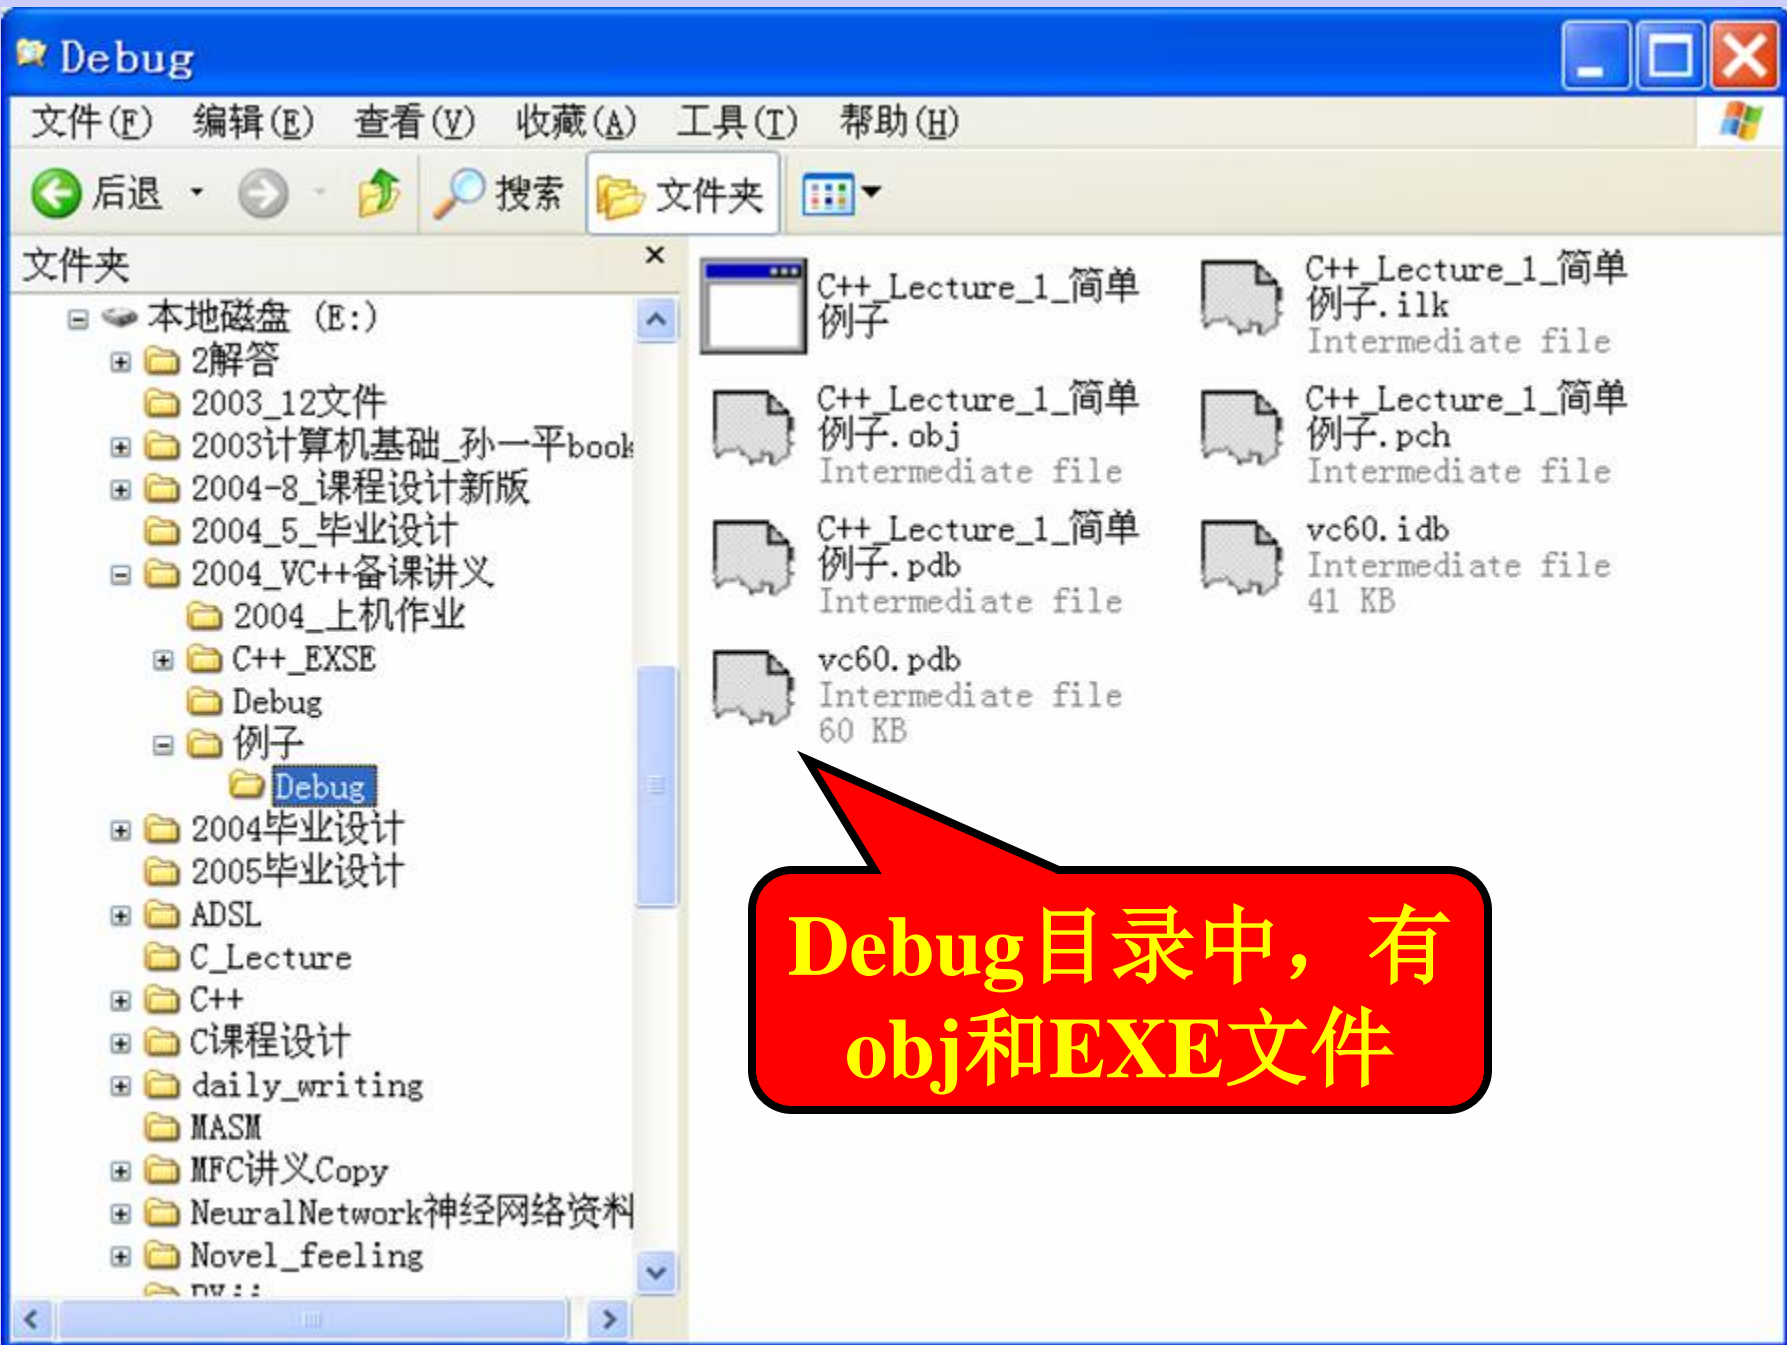 Debug
文件(F) 编辑(E) 查看(V) 收藏(A) 工具(T) 帮助(H)
后退 搜索 文件夹
文件夹
本地磁盘 (E:)
2解答
2003_12文件
2003计算机基础_孙一平book
2004-8_课程设计新版
2004_5_毕业设计
2004_VC++备课讲义
2004_上机作业
C++_EXSE
Debug
例子
Debug
2004毕业设计
2005毕业设计
ADSL
C_Lecture
C++
C课程设计
daily_writing
MASM
MFC讲义Copy
NeuralNetwork神经网络资料
Novel_feeling
C++_Lecture_1_简单
例子
C++_Lecture_1_简单
例子.ilk
Intermediate file
C++_Lecture_1_简单
例子.obj
Intermediate file
C++_Lecture_1_简单
例子.pch
Intermediate file
C++_Lecture_1_简单
例子.pdb
Intermediate file
vc60.idb
Intermediate file
41 KB
vc60.pdb
Intermediate file
60 KB
Debug目录中，有
obj和EXE文件